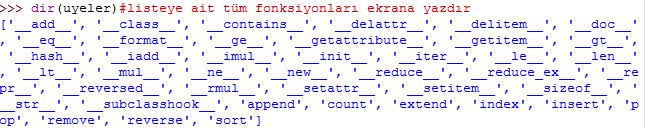 >>> dir(uyeler)#listeye ait tüm fonksiyonları ekrana yazdır
['__add__', '__class__', '__contains__', '__delattr__', '__delitem__', '__doc__'
, '__eq__', '__format__', '__ge__', '__getattribute__', '__getitem__', '__gt__',
'__hash__', '__iadd__', '__imul__', '__init__', '__iter__', '__le__', '__len__'
, '__lt__', '__mul__', '__ne__', '__new__', '__reduce__', '__reduce_ex__', '__re
pr__', '__reversed__', '__rmul__', '__setattr__', '__setitem__', '__sizeof__', '
__str__', '__subclasshook__', 'append', 'count', 'extend', 'index', 'insert', 'p
op', 'remove', 'reverse', 'sort']